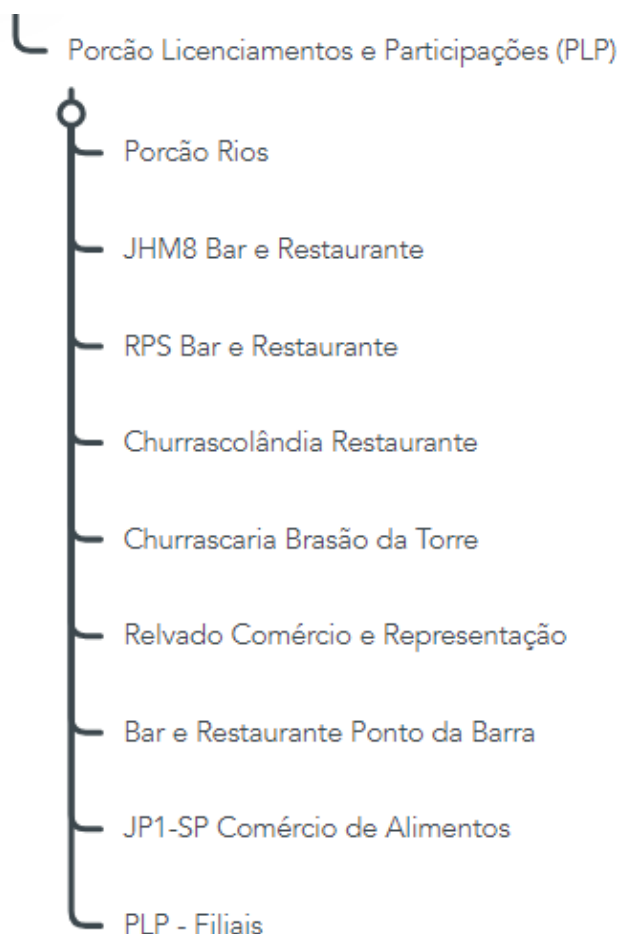 Porcão Licenciamentos e Participações (PLP)
Porcão Rios
JHM8 Bar e Restaurante
RPS Bar e Restaurante
Churrascolândia Restaurante
Churrascaria Brasão da Torre
Relvado Comércio e Representação
Bar e Restaurante Ponto da Barra
JP1-SP Comércio de Alimentos
PLP - Filiais